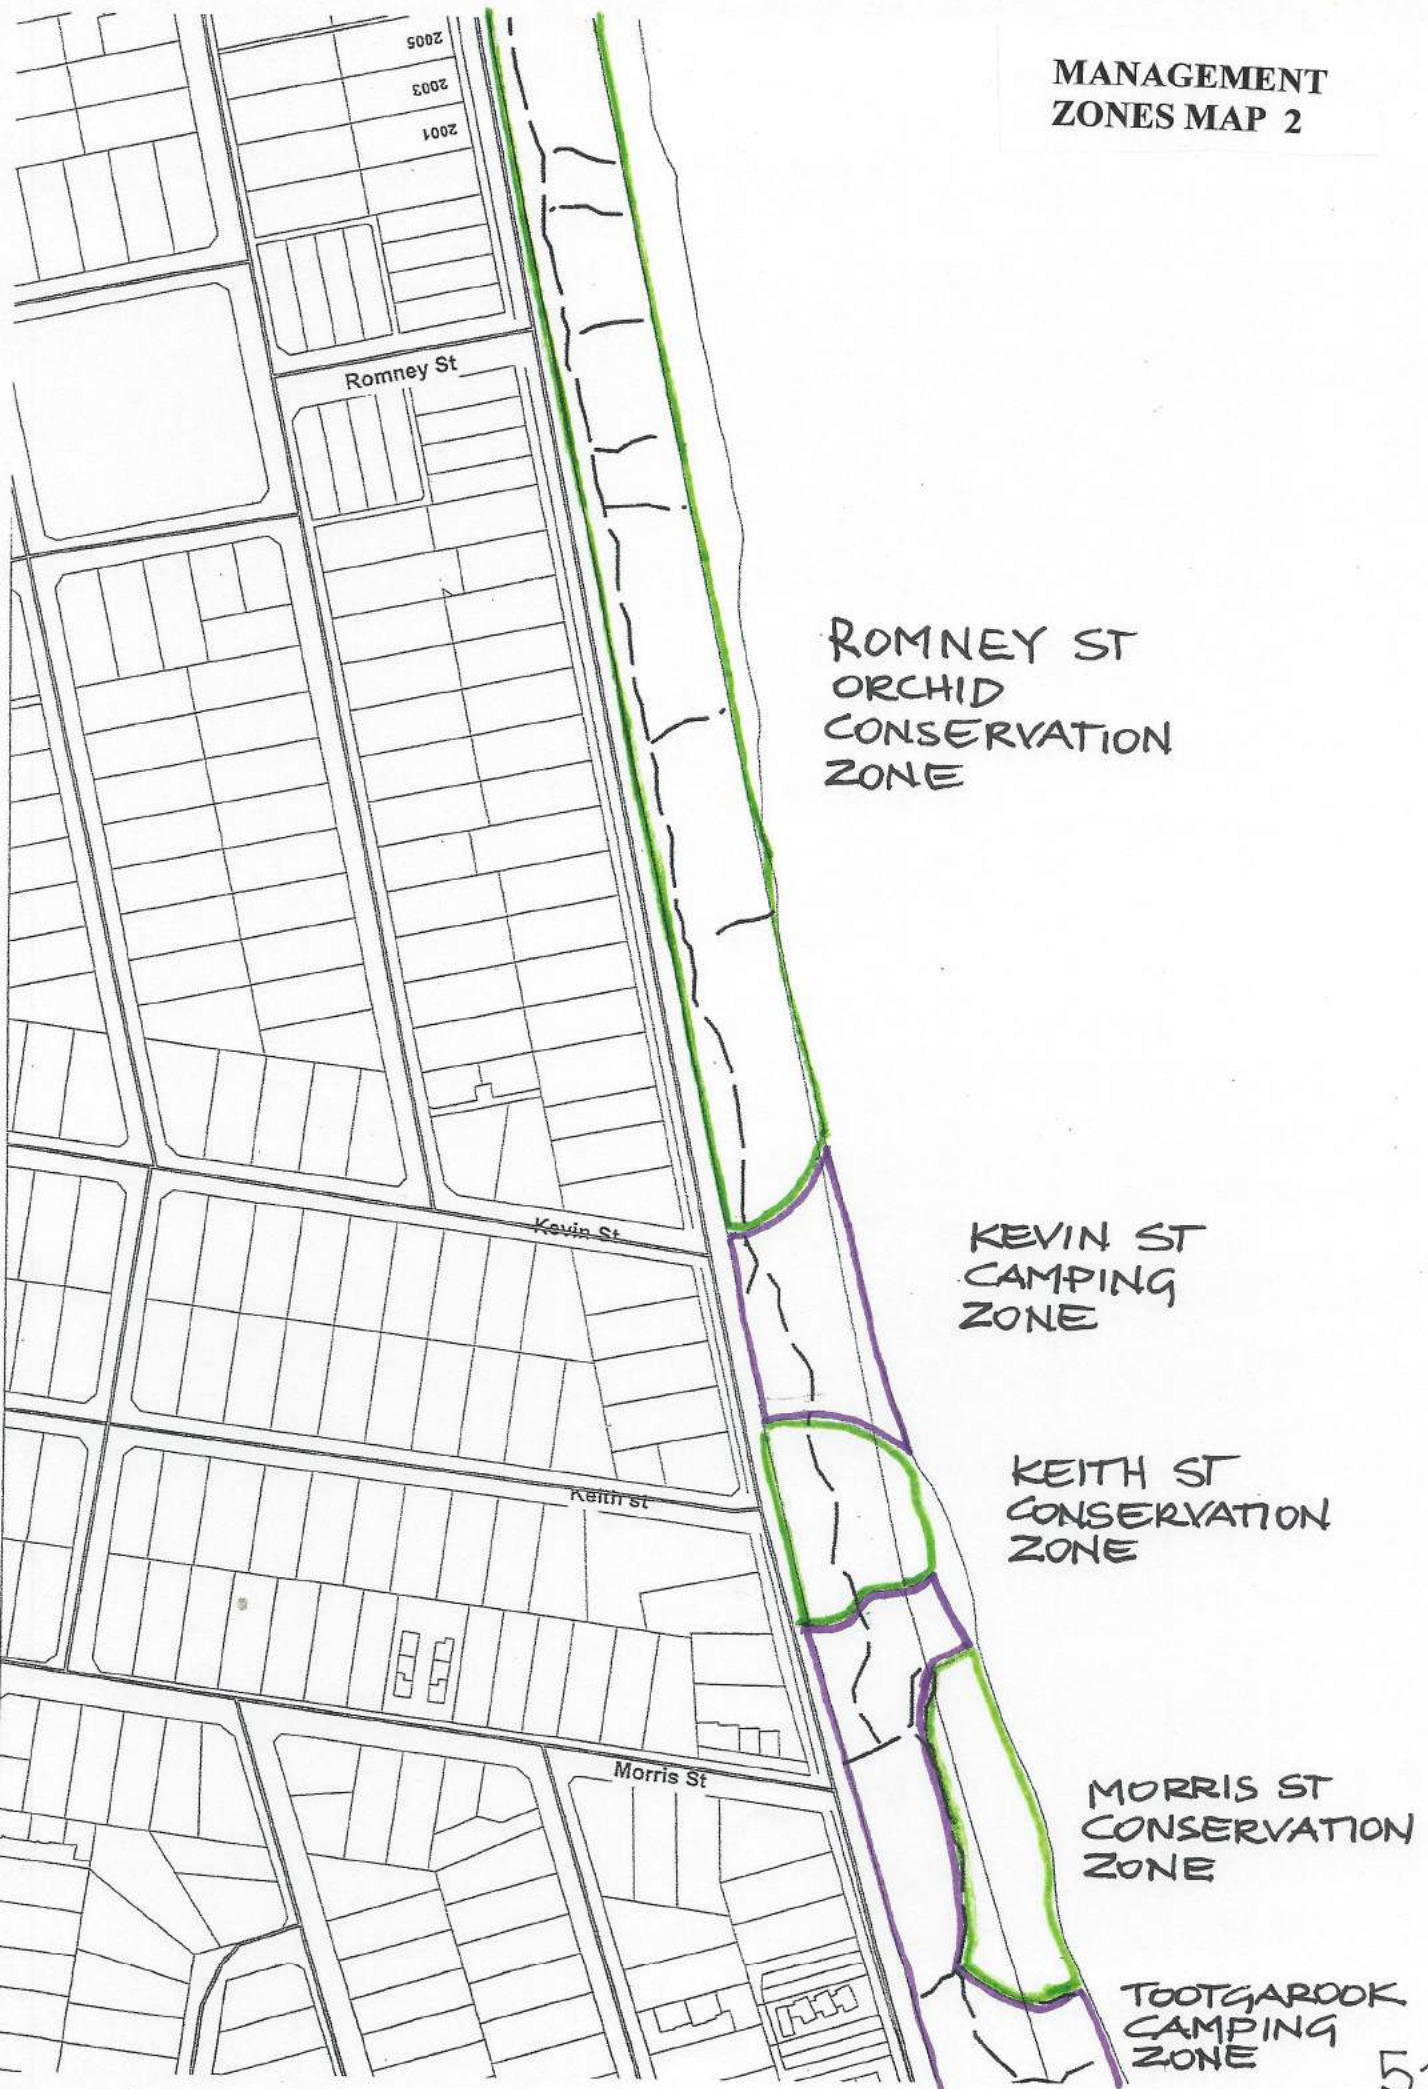 MANAGEMENT
ZONES MAP 2
2005
2003
2001
Romney St
ROMNEY ST
ORCHID
CONSERVATION
ZONE
Kevin St
KEVIN ST
CAMPING
ZONE
Keith st
KEITH ST
CONSERVATION
ZONE
Morris St
MORRIS ST
CONSERVATION
ZONE
TOOTGAROOK
CAMPING
ZONE